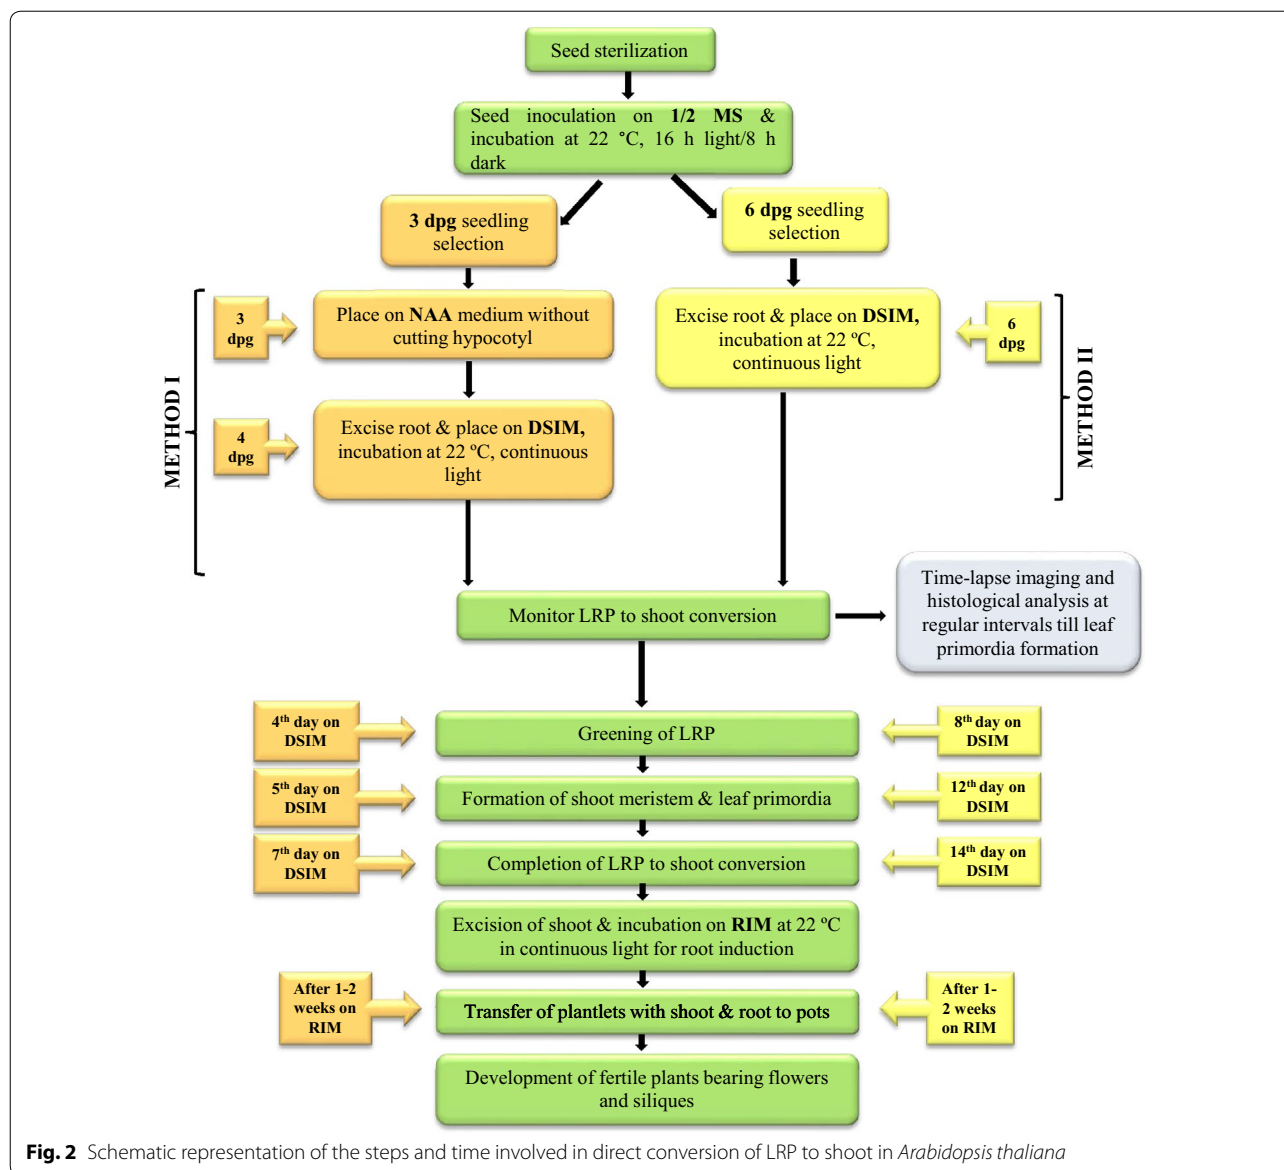 Seed sterilization
Seed inoculation on 1/2 MS &
incubation at 22 °C, 16 h light/8 h
dark
3 dpg seedling
selection
6 dpg seedling
selection
METHOD I
3
dpg
Place on NAA medium without
cutting hypocotyl
4
dpg
Excise root & place on DSIM,
incubation at 22 ºC, continuous
light
Excise root & place on DSIM,
incubation at 22 ºC,
continuous light
6
dpg
METHOD II
Monitor LRP to shoot conversion
Time-lapse imaging and
histological analysis at
regular intervals till leaf
primordia formation
4th day on
DSIM
Greening of LRP
8th day on
DSIM
5th day on
DSIM
Formation of shoot meristem & leaf primordia
12th day on
DSIM
7th day on
DSIM
Completion of LRP to shoot conversion
14th day on
DSIM
Excision of shoot & incubation on RIM at 22 ºC
in continuous light for root induction
After 1-2
weeks on
RIM
Transfer of plantlets with shoot & root to pots
After 1-
2 weeks
on RIM
Development of fertile plants bearing flowers
and siliques
Fig. 2 Schematic representation of the steps and time involved in direct conversion of LRP to shoot in Arabidopsis thaliana